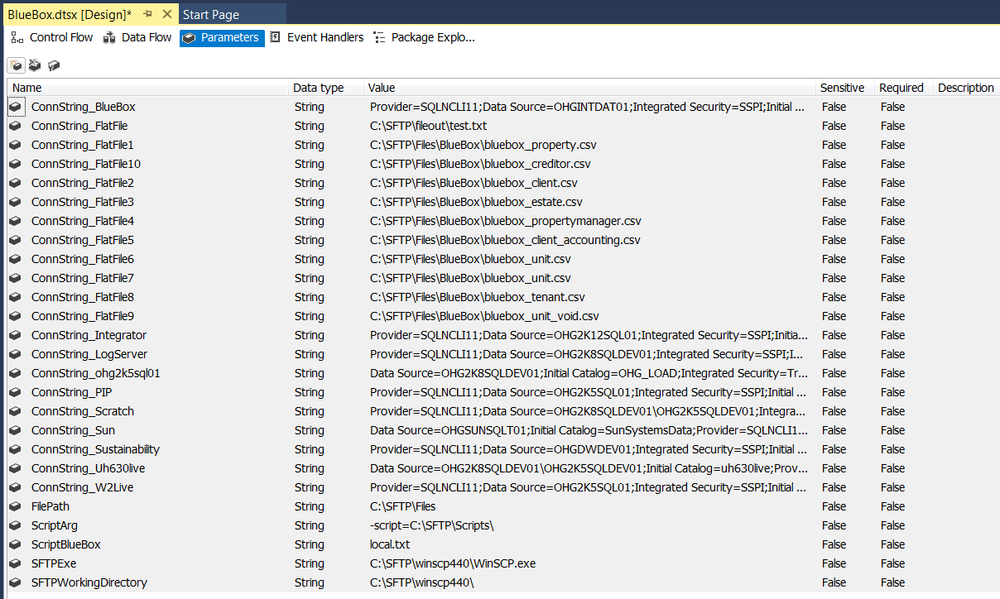 BlueBox.dtsx [Design]* Start Page
Control Flow Data Flow Parameters Event Handlers Package Explo...
Name Data type Value Sensitive Required Description
ConnString_BlueBox String Provider=SQLNCLI11;Data Source=OHGINTDAT01;Integrated Security=SSPI;Initial ... False False
ConnString_FlatFile String C:\SFTP\fileout\test.txt False False
ConnString_FlatFile1 String C:\SFTP\Files\BlueBox\bluebox_property.csv False False
ConnString_FlatFile10 String C:\SFTP\Files\BlueBox\bluebox_creditor.csv False False
ConnString_FlatFile2 String C:\SFTP\Files\BlueBox\bluebox_client.csv False False
ConnString_FlatFile3 String C:\SFTP\Files\BlueBox\bluebox_estate.csv False False
ConnString_FlatFile4 String C:\SFTP\Files\BlueBox\bluebox_propertymanager.csv False False
ConnString_FlatFile5 String C:\SFTP\Files\BlueBox\bluebox_client_accounting.csv False False
ConnString_FlatFile6 String C:\SFTP\Files\BlueBox\bluebox_unit.csv False False
ConnString_FlatFile7 String C:\SFTP\Files\BlueBox\bluebox_unit.csv False False
ConnString_FlatFile8 String C:\SFTP\Files\BlueBox\bluebox_tenant.csv False False
ConnString_FlatFile9 String C:\SFTP\Files\BlueBox\bluebox_unit_void.csv False False
ConnString_Integrator String Provider=SQLNCLI11;Data Source=OHG2K12SQL01;Integrated Security=SSPI;Initia... False False
ConnString_LogServer String Provider=SQLNCLI11;Data Source=OHG2K8SQLDEV01;Integrated Security=SSPI;I... False False
ConnString_ohg2k5sql01 String Data Source=OHG2K8SQLDEV01;Initial Catalog=OHG_LOAD;Integrated Security=Tr... False False
ConnString_PIP String Provider=SQLNCLI11;Data Source=OHG2K5SQL01;Integrated Security=SSPI;Initial ... False False
ConnString_Scratch String Provider=SQLNCLI11;Data Source=OHG2K8SQLDEV01\OHG2K5SQLDEV01;Integra... False False
ConnString_Sun String Data Source=OHGSUNSQLT01;Initial Catalog=SunSystemsData;Provider=SQLNCLI1... False False
ConnString_Sustainability String Provider=SQLNCLI11;Data Source=OHGDWDEV01;Integrated Security=SSPI;Initial ... False False
ConnString_Uh630live String Data Source=OHG2K8SQLDEV01\OHG2K5SQLDEV01;Initial Catalog=uh630live;Prov... False False
ConnString_W2Live String Provider=SQLNCLI11;Data Source=OHG2K5SQL01;Integrated Security=SSPI;Initial ... False False
FilePath String C:\SFTP\Files False False
ScriptArg String -script=C:\SFTP\Scripts\ False False
ScriptBlueBox String local.txt False False
SFTPExe String C:\SFTP\winscp440\WinSCP.exe False False
SFTPWorkingDirectory String C:\SFTP\winscp440\ False False